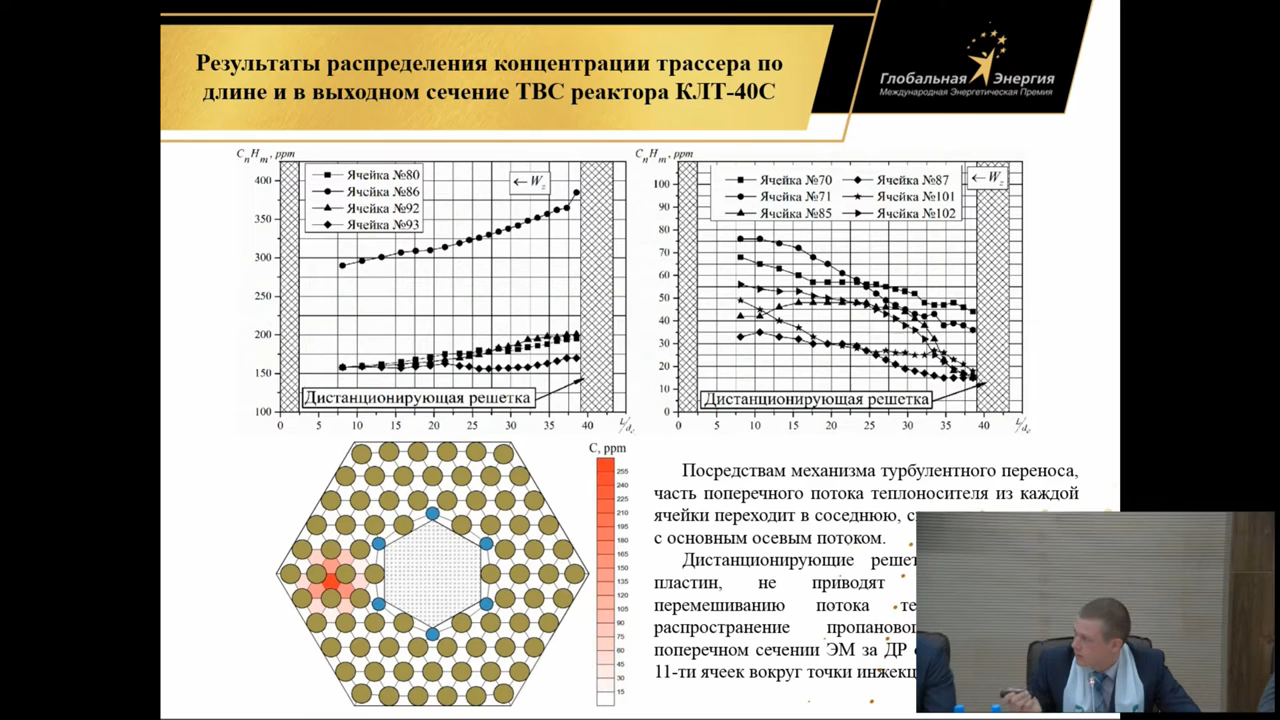 Результаты распределения концентрации трассера по
длине и в выходном сечение ТВС реактора КЛТ-40С
Глобальная Энергия
Международная Энергетическая Премия
CnHm, ppm
400
350
300
250
200
150
100
0 5 10 15 20 25 30 35 40 L/dг
Ячейка №80
Ячейка №86
Ячейка №92
Ячейка №93
← Wz
Дистанционирующая решетка
CnHm, ppm
100
90
80
70
60
50
40
30
20
10
0
0 5 10 15 20 25 30 35 40 L/dг
Ячейка №70 Ячейка №87
Ячейка №71 Ячейка №101
Ячейка №85 Ячейка №102
← Wz
Дистанционирующая решетка
C, ppm
255
240
225
210
195
180
165
150
135
120
105
90
75
60
45
30
15
Посредствам механизма турбулентного переноса,
часть поперечного потока теплоносителя из каждой
ячейки переходит в соседнюю,
с основным осевым потоком.
Дистанционирующие
пластин, не приводят
перемешиванию потока
распространение
поперечном сечении ЭМ за ДР
11-ти ячеек вокруг точки